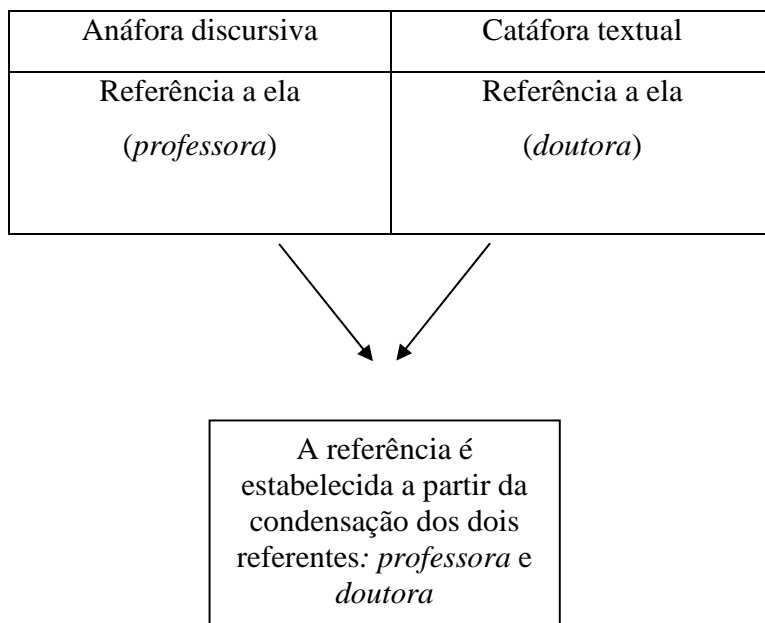 Anáfora discursiva
Catáfora textual
Referência a ela
(professora)
Referência a ela
(doutora)
A referência é
estabelecida a partir da
condensação dos dois
referentes: professora e
doutora